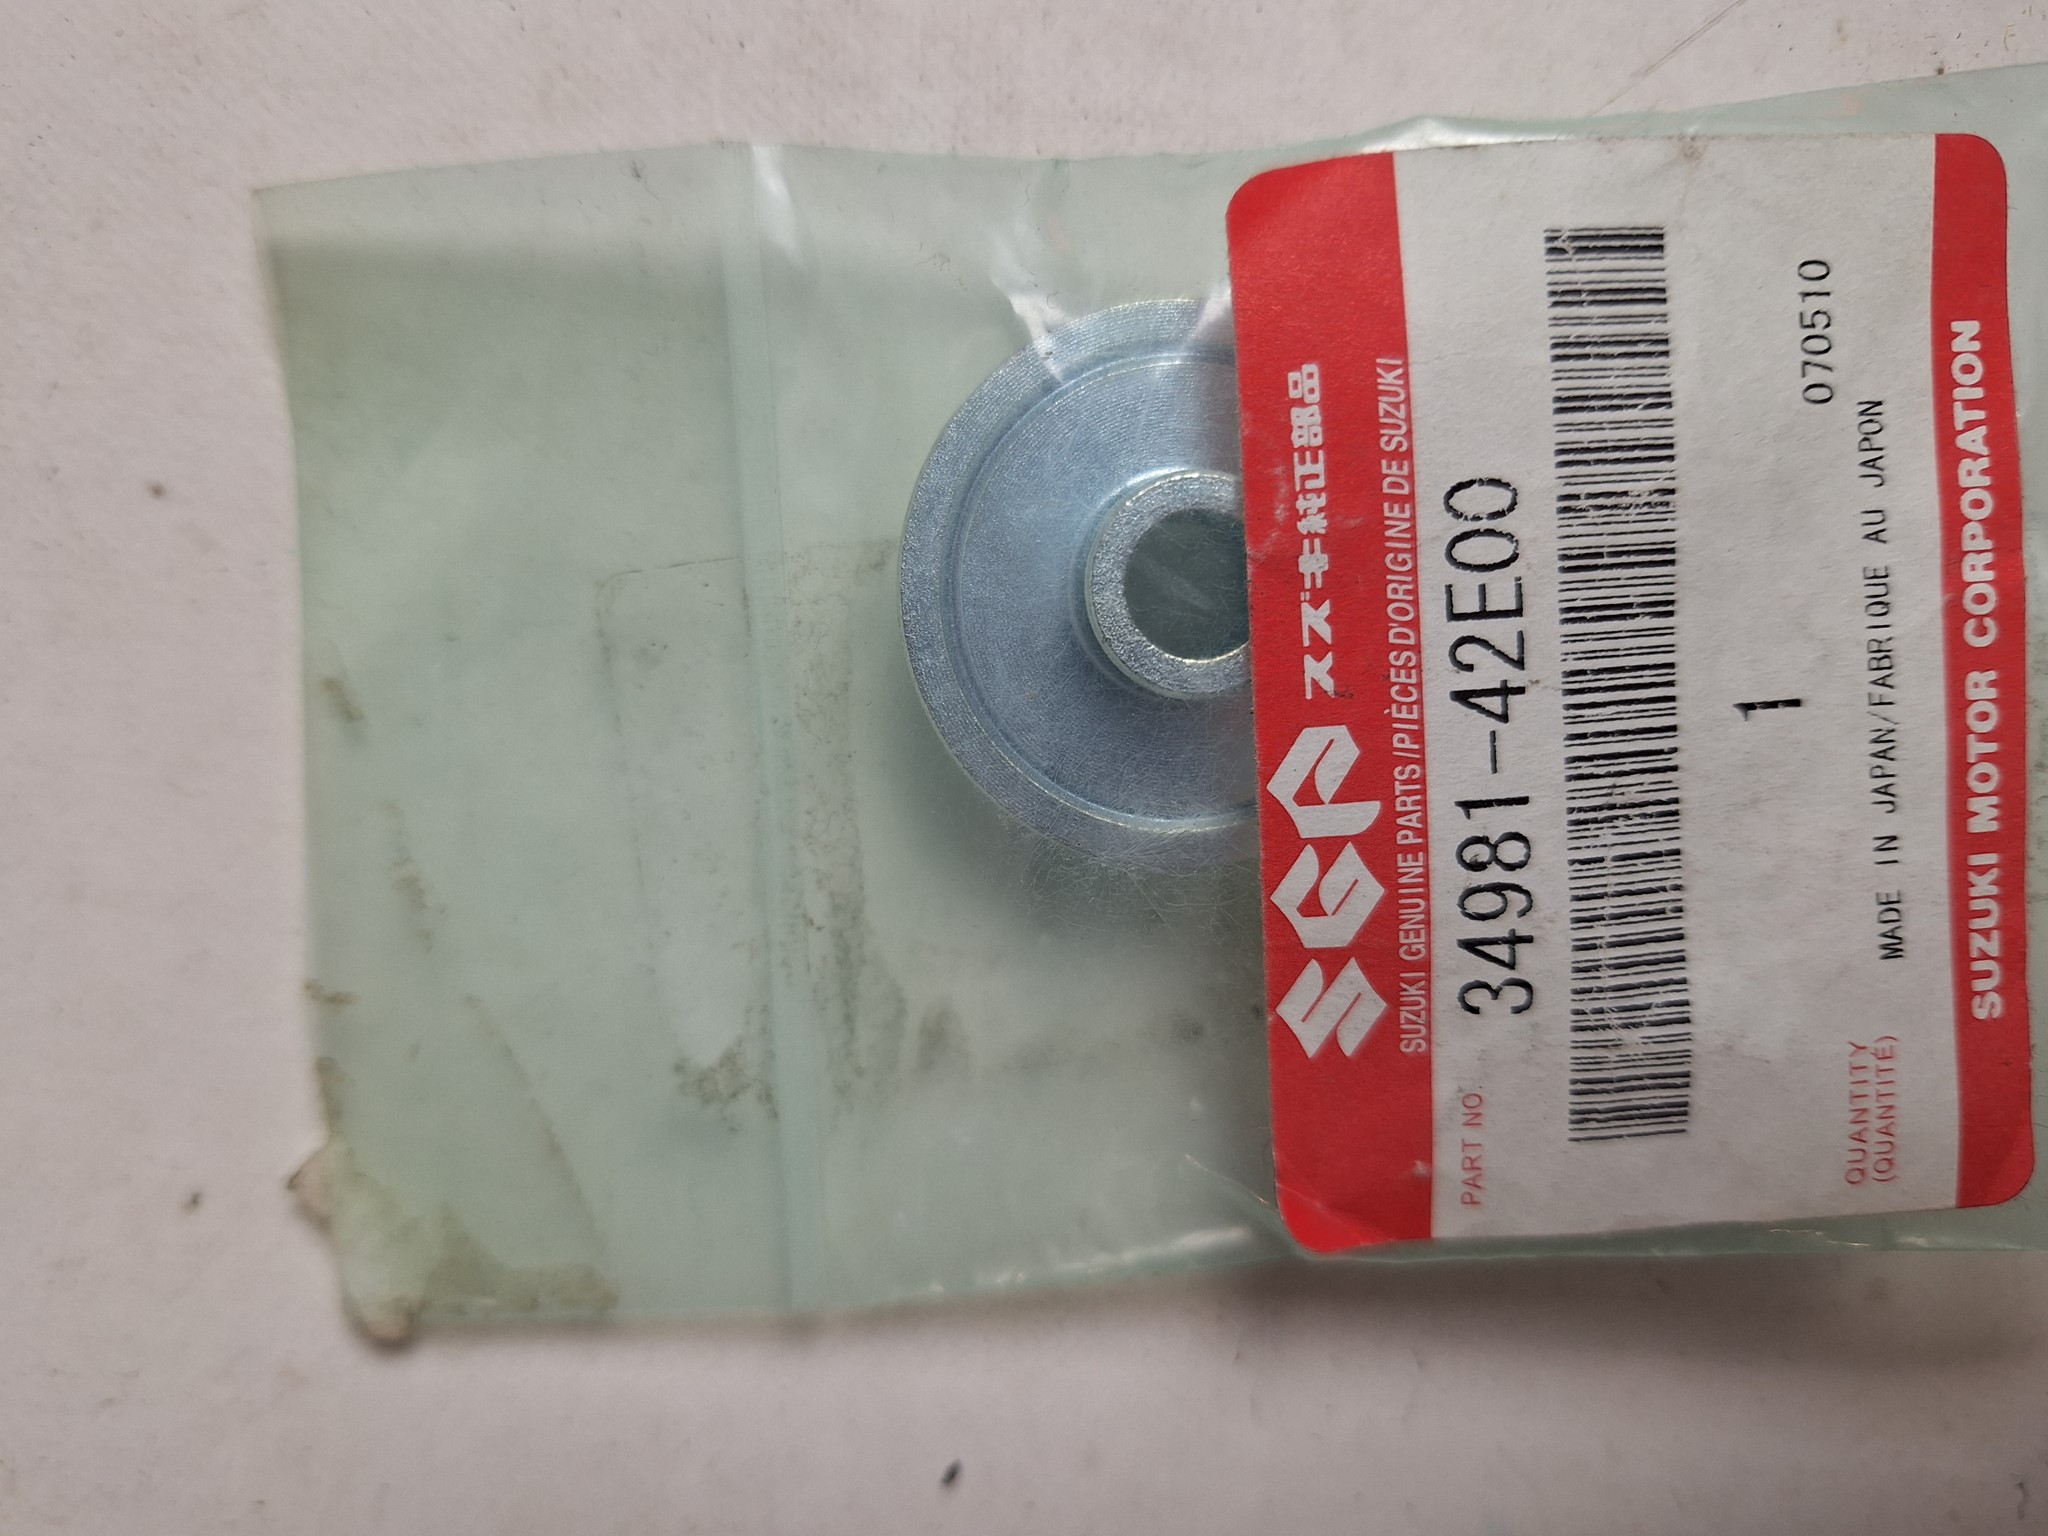 SGP スズキ純正部品
SUZUKI GENUINE PARTS/PIÈCES D'ORIGINE DE SUZUKI
PART NO. 34981-42E00
1
070510
QUANTITY
(QUANTITÉ)
MADE IN JAPAN/FABRIQUE AU JAPON
SUZUKI MOTOR CORPORATION